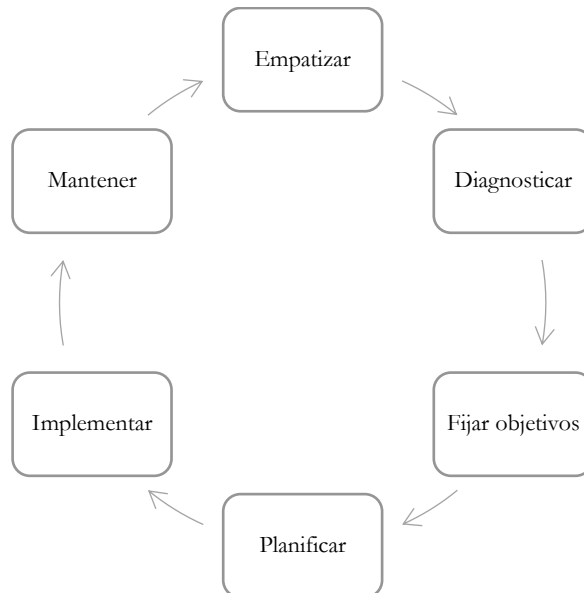 Empatizar
Diagnosticar
Fijar objetivos
Planificar
Implementar
Mantener